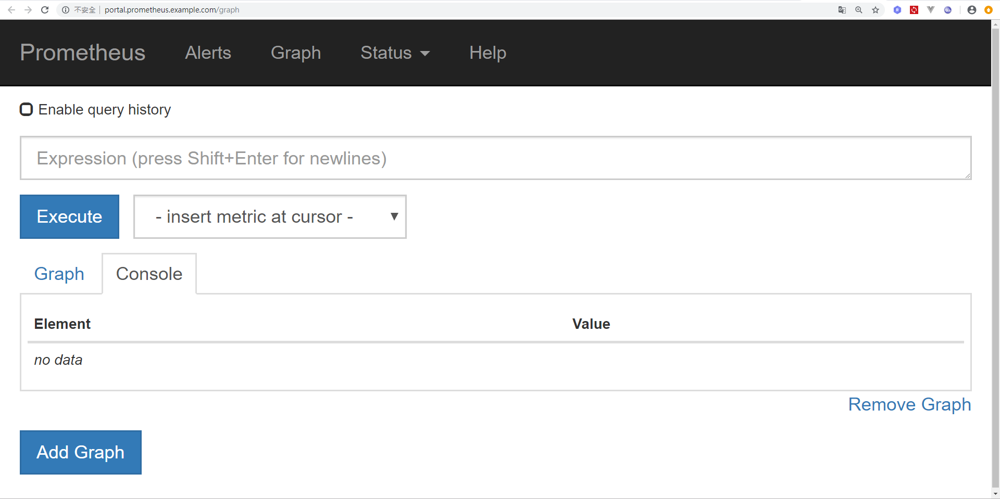 不安全 portal.prometheus.example.com/graph
Prometheus Alerts Graph Status Help
Enable query history
Expression (press Shift+Enter for newlines)
Execute - insert metric at cursor -
Graph Console
Element Value
no data
Remove Graph
Add Graph